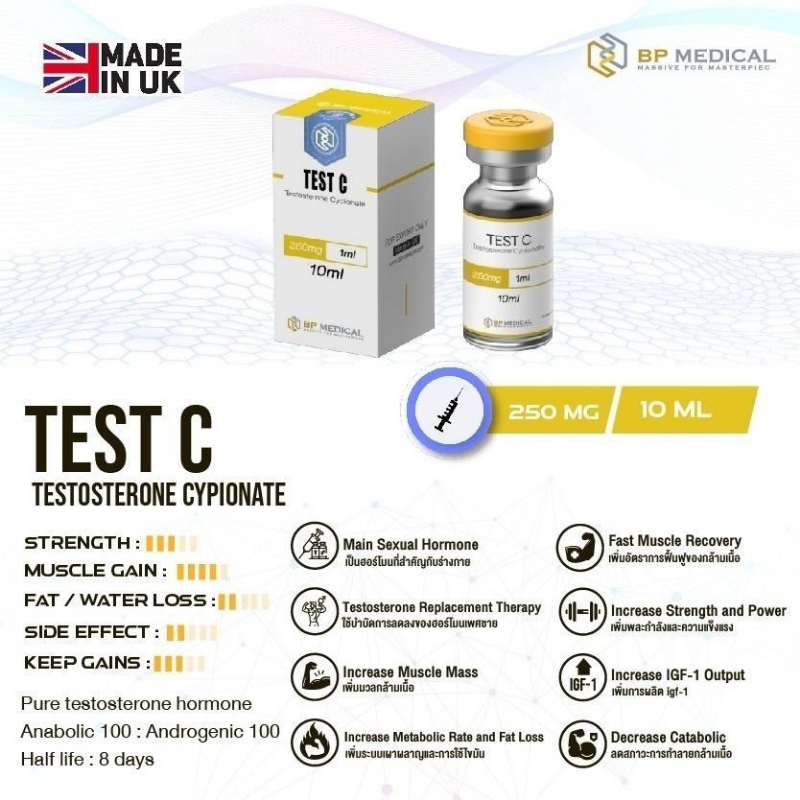 MADE
IN UK
BP MEDICAL
MASSIVE FOR MASTERPIEC
TEST C
Testosterone Cypionate
250mg
1ml
10ml
BP MEDICAL
FOR EXPORT ONLY
TEST C
Testosterone Cypionate
250mg
1ml
10ml
BP MEDICAL
250 MG
10 ML
TEST C
TESTOSTERONE CYPIONATE
STRENGTH :
MUSCLE GAIN :
FAT / WATER LOSS :
SIDE EFFECT :
KEEP GAINS :
Pure testosterone hormone
Anabolic 100 : Androgenic 100
Half life : 8 days
Main Sexual Hormone
เป็นฮอร์โมนที่สำคัญกับร่างกาย
Testosterone Replacement Therapy
ใช้บำบัดการลดลงของฮอร์โมนเพศชาย
Increase Muscle Mass
เพิ่มมวลกล้ามเนื้อ
Increase Metabolic Rate and Fat Loss
เพิ่มระบบเผาผลาญและการใช้ไขมัน
Fast Muscle Recovery
เพิ่มอัตราการฟื้นฟูของกล้ามเนื้อ
Increase Strength and Power
เพิ่มพละกำลังและความแข็งแรง
IGF-1
Increase IGF-1 Output
เพิ่มการผลิต igf-1
Decrease Catabolic
ลดสภาวะการทำลายกล้ามเนื้อ